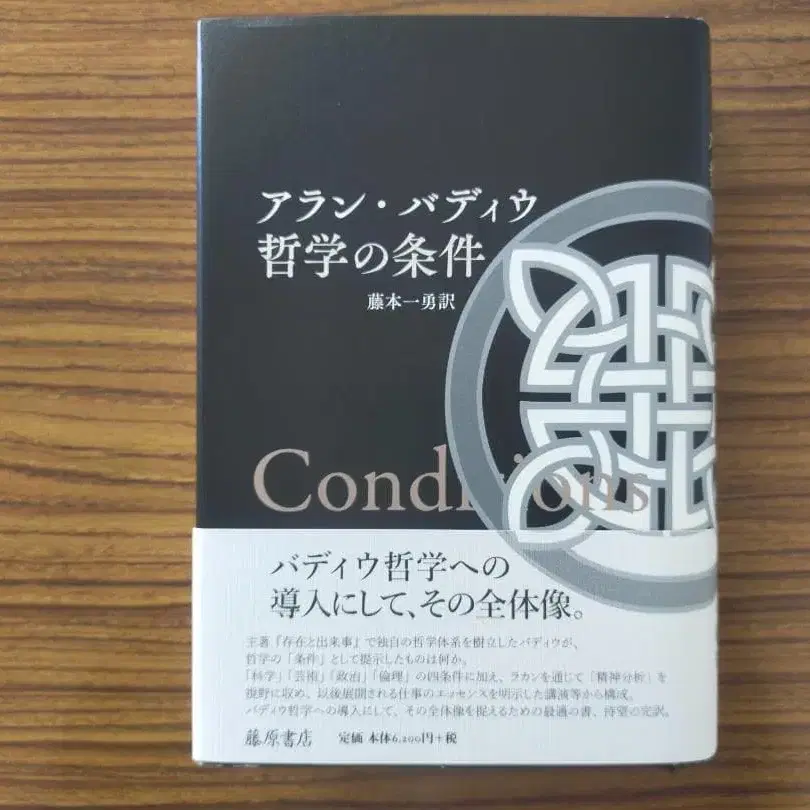 アラン・バディウ
哲学の条件
藤本一勇訳
Conditions
バディウ哲学への
導入にして、その全体像。
主著『存在と出来事』で独自の哲学体系を樹立したバディウが、
哲学の「条件」として提示したものは何か。
「科学」「芸術」「政治」「倫理」の四条件に加え、ラカンを通じて「精神分析」を
視野に収め、以後展開される仕事のエッセンスを明示した講演等から構成。
バディウ哲学への導入にして、その全体像を捉えるための最適の書、待望の完訳。
藤原書店 定価 本体6,200円+税